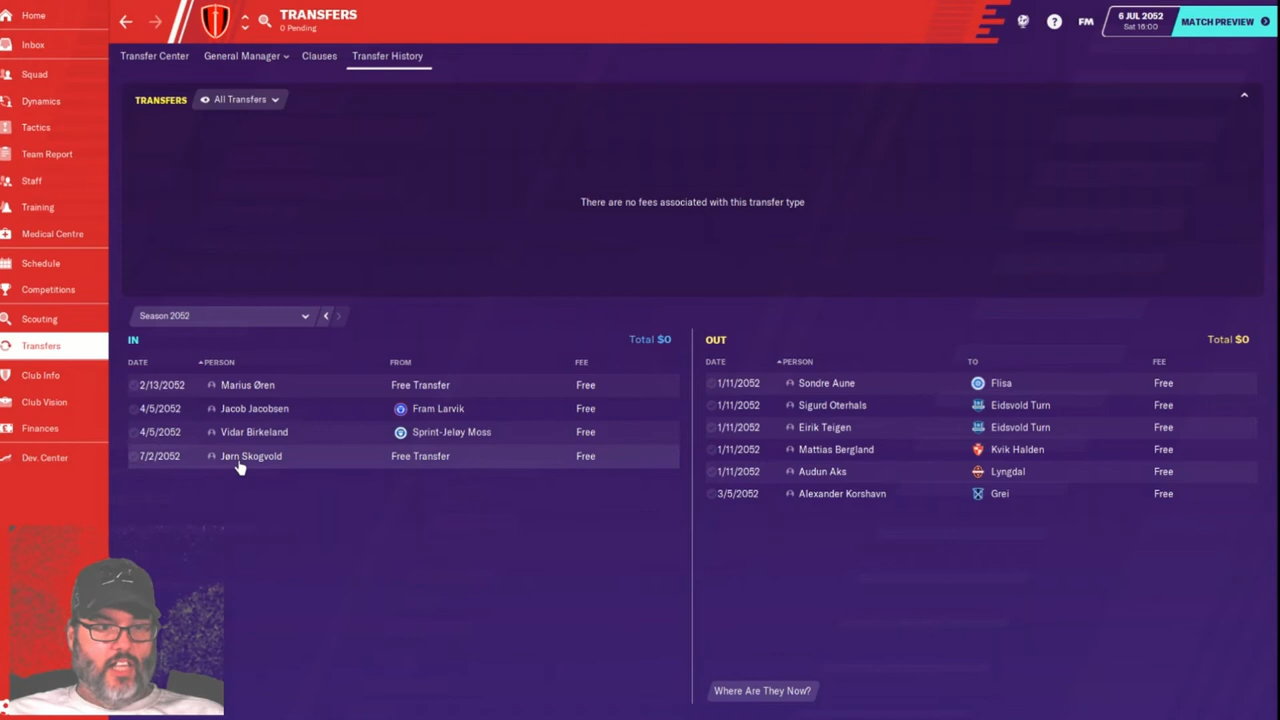 Home
Inbox
Squad
Dynamics
Tactics
Team Report
Staff
Training
Medical Centre
Schedule
Competitions
Scouting
Transfers
Club Info
Club Vision
Finances
Dev. Center
TRANSFERS
0 Pending
?
FM
6 JUL 2052
Sat 16:00
MATCH PREVIEW
Transfer Center General Manager Clauses Transfer History
TRANSFERS All Transfers
There are no fees associated with this transfer type
Season 2052
IN Total $0
DATE PERSON FROM FEE
2/13/2052 Marius Øren Free Transfer Free
4/5/2052 Jacob Jacobsen Fram Larvik Free
4/5/2052 Vidar Birkeland Sprint-Jeløy Moss Free
7/2/2052 Jørn Skogvold Free Transfer Free
OUT Total $0
DATE PERSON TO FEE
1/11/2052 Sondre Aune Flisa Free
1/11/2052 Sigurd Oterhals Eidsvold Turn Free
1/11/2052 Eirik Teigen Eidsvold Turn Free
1/11/2052 Mattias Bergland Kvik Halden Free
1/11/2052 Audun Aks Lyngdal Free
3/5/2052 Alexander Korshavn Grei Free
Where Are They Now?